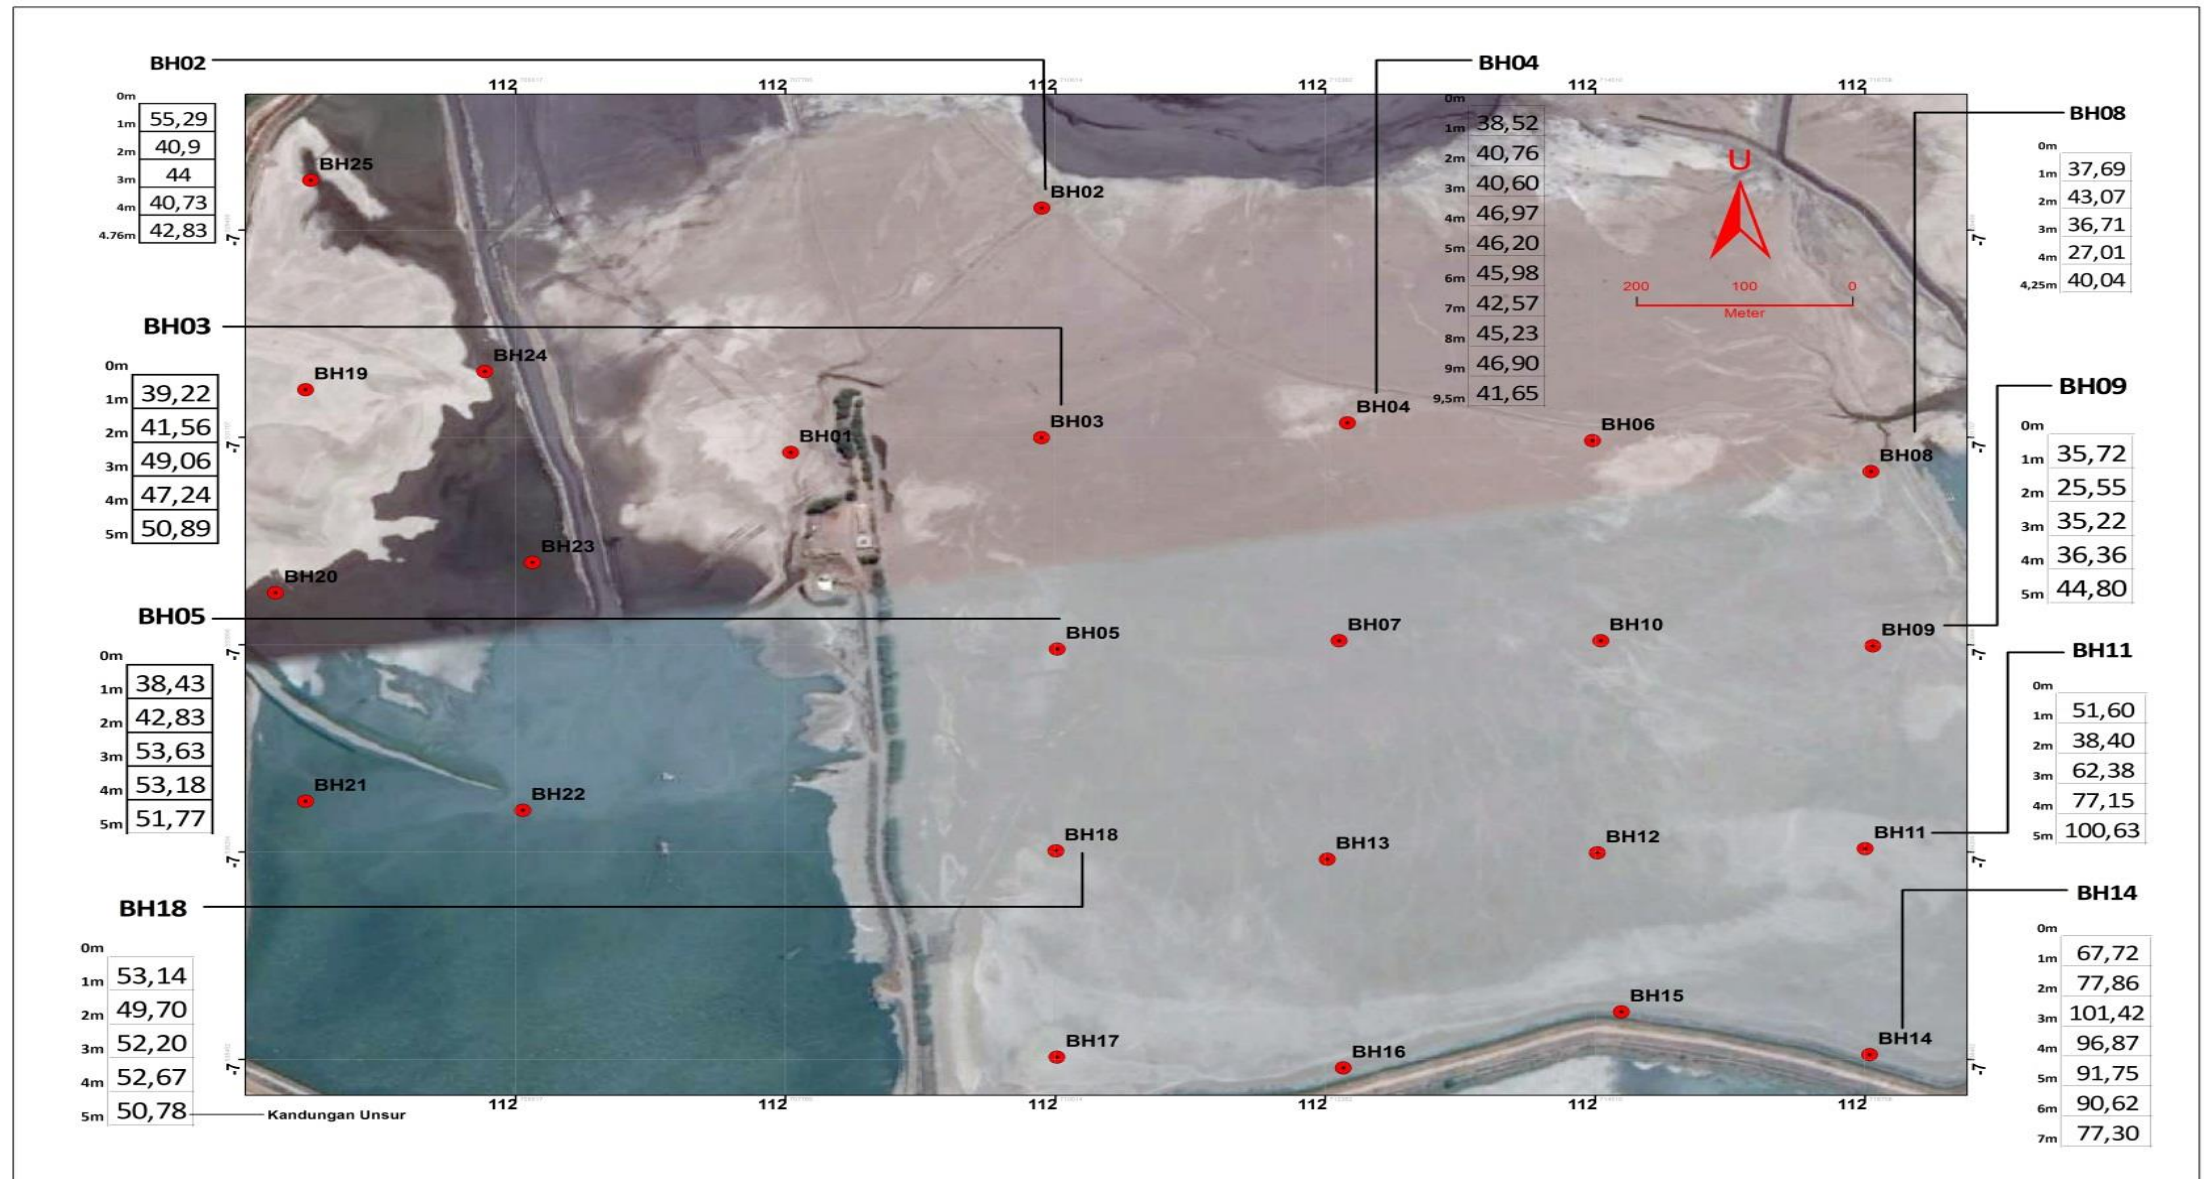 BH02
0m
1m 55,29
2m 40,9
3m 44
4m 40,73
4.76m 42,83
BH03
0m
1m 39,22
2m 41,56
3m 49,06
4m 47,24
5m 50,89
BH05
0m
1m 38,43
2m 42,83
3m 53,63
4m 53,18
5m 51,77
BH18
0m
1m 53,14
2m 49,70
3m 52,20
4m 52,67
5m 50,78
Kandungan Unsur
112 112 112 112 112 112
BH04
0m
1m 38,52
2m 40,76
3m 40,60
4m 46,97
5m 46,20
6m 45,98
7m 42,57
8m 45,23
9m 46,90
9,5m 41,65
U
200 100 0
Meter
BH25
BH02
BH24
BH19
BH04
BH03
BH06
BH01
BH08
BH23
BH20
BH05
BH07
BH10
BH09
BH21
BH22
BH18
BH13
BH12
BH11
BH15
BH17
BH16
BH14
-7
-7
-7
-7
-7
-7
-7
-7
-7
-7
112 112 112 112 112 112
BH08
0m
1m 37,69
2m 43,07
3m 36,71
4m 27,01
4,25m 40,04
BH09
0m
1m 35,72
2m 25,55
3m 35,22
4m 36,36
5m 44,80
BH11
0m
1m 51,60
2m 38,40
3m 62,38
4m 77,15
5m 100,63
BH14
0m
1m 67,72
2m 77,86
3m 101,42
4m 96,87
5m 91,75
6m 90,62
7m 77,30